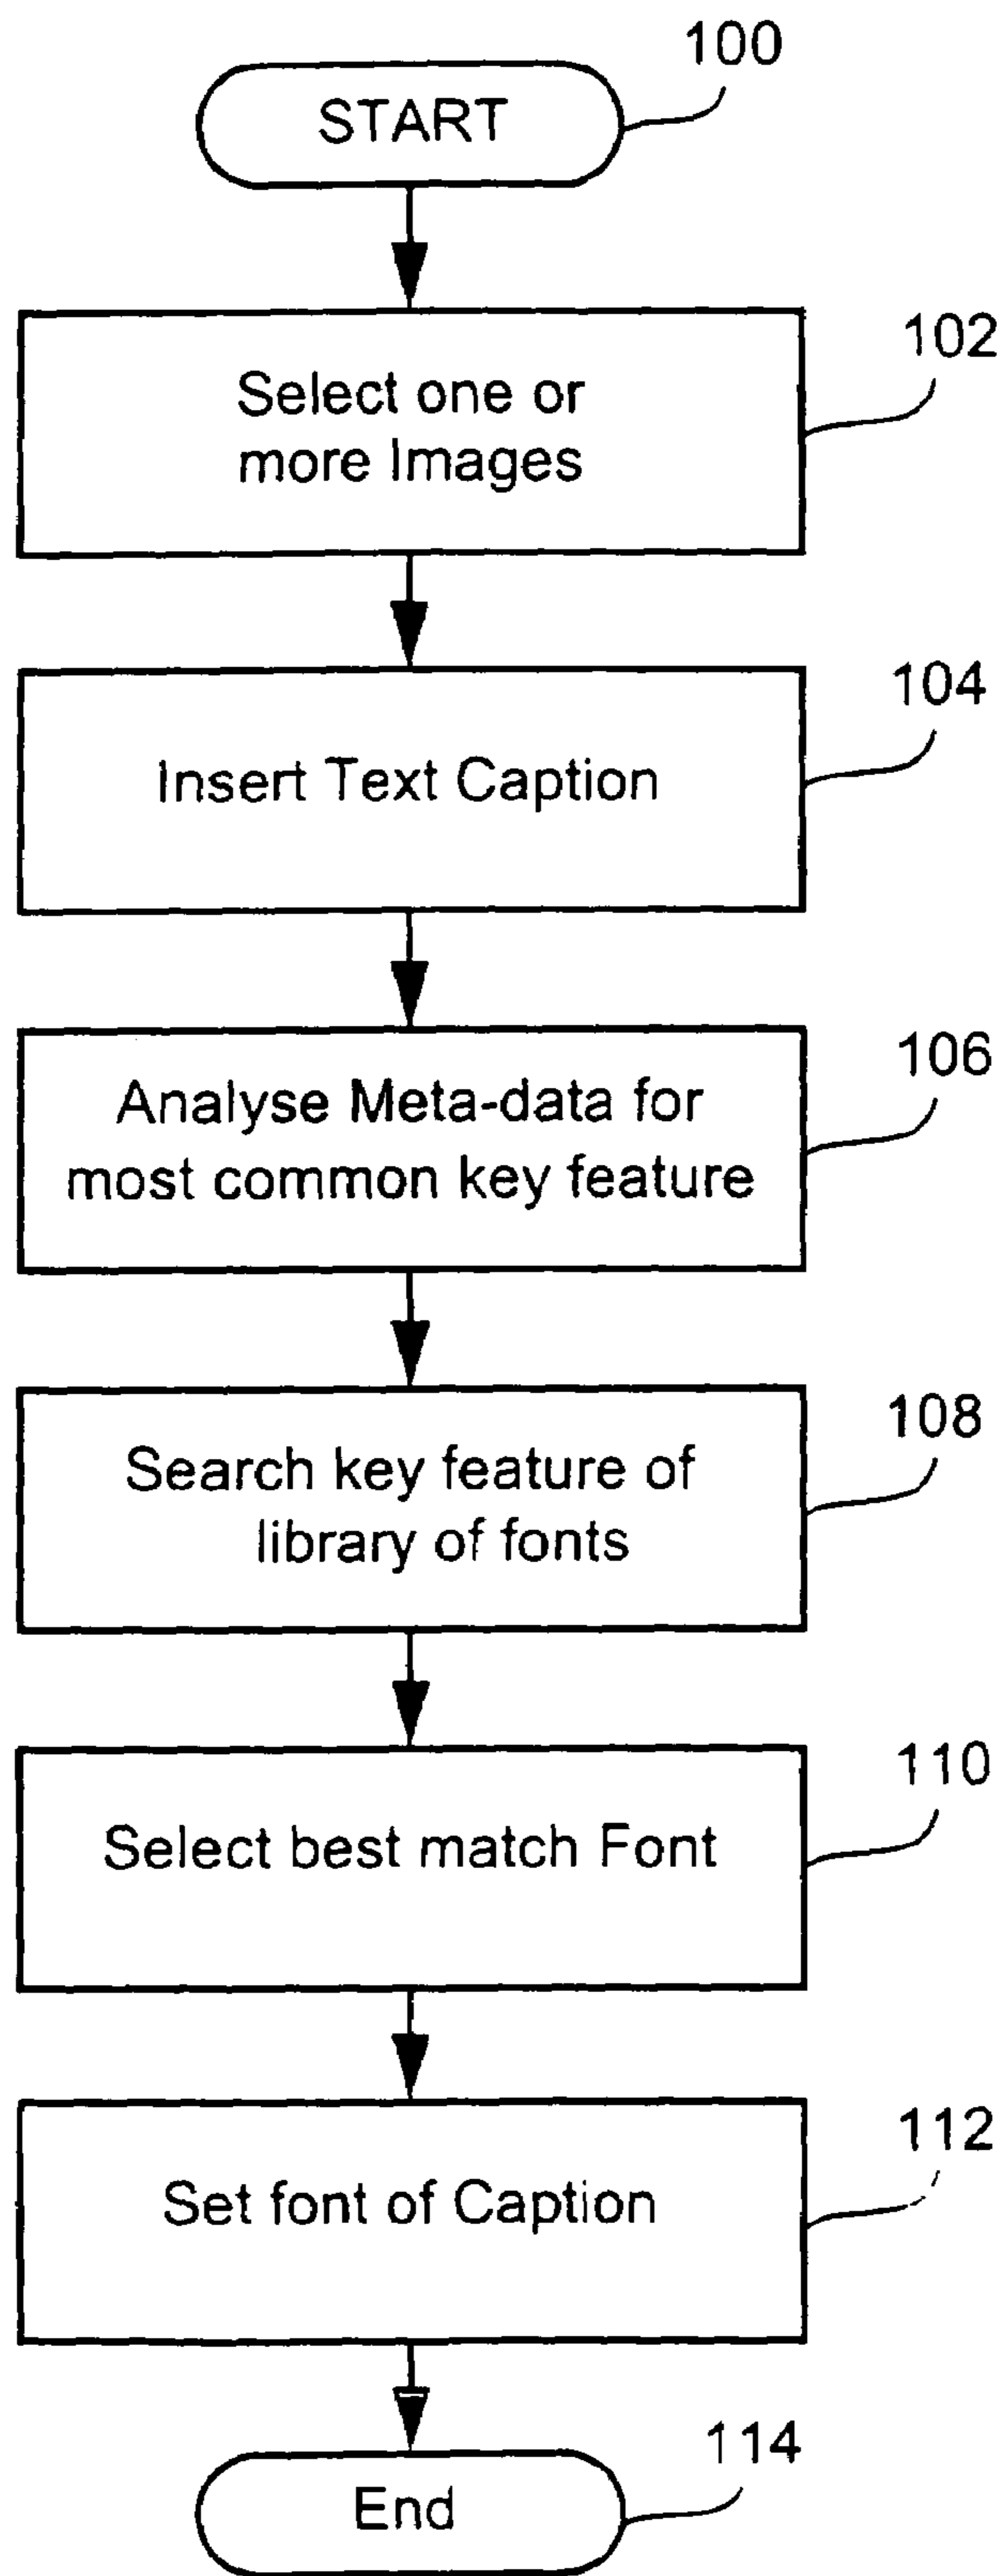 100
START
102
Select one or
more Images
104
Insert Text Caption
106
Analyse Meta-data for
most common key feature
108
Search key feature of
library of fonts
110
Select best match Font
112
Set font of Caption
114
End